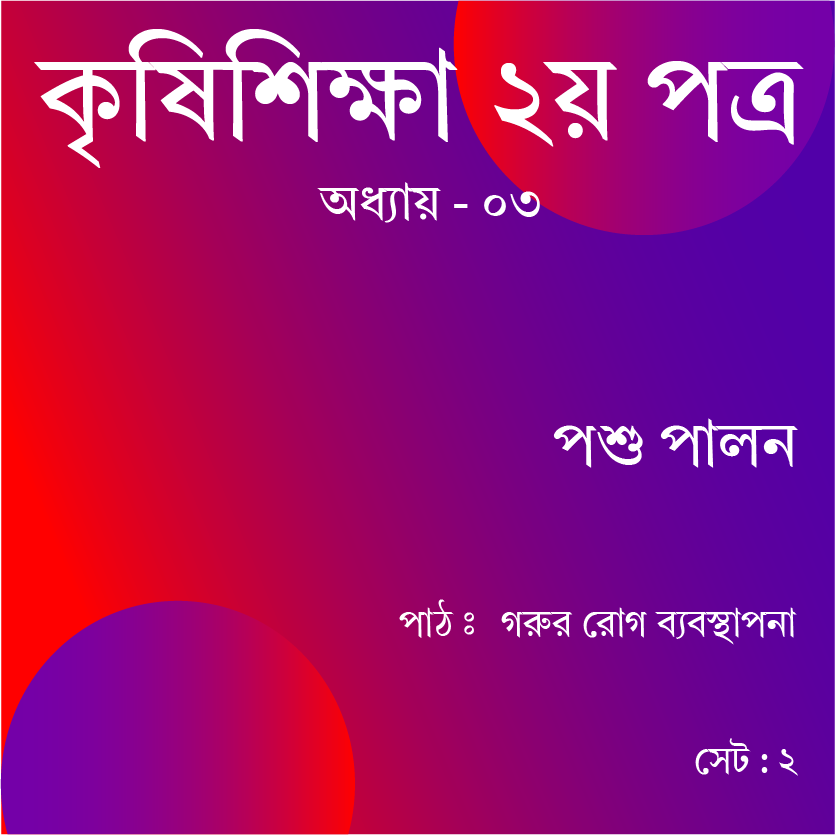 কৃষিশিক্ষা ২য় পত্র
অধ্যায় - ০৩
পশু পালন
পাঠ ঃ গরুর রোগ ব্যবস্থাপনা
সেট : ২